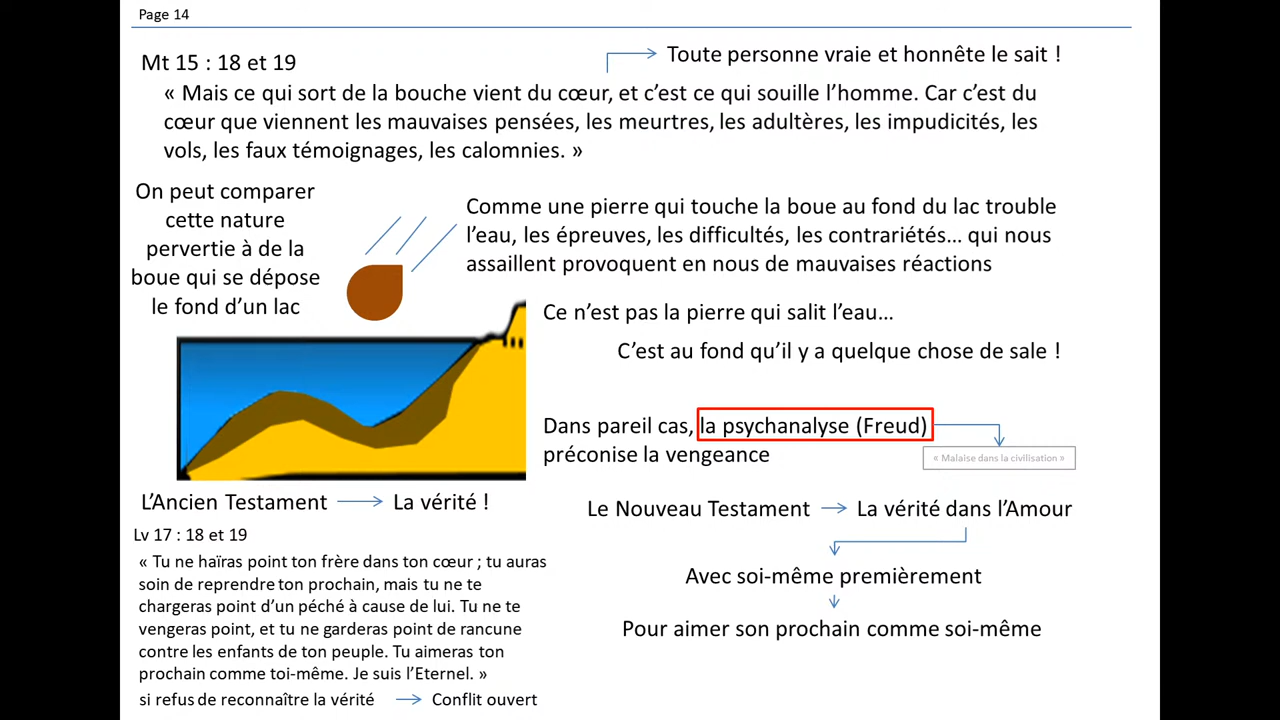 Page 14
Toute personne vraie et honnête le sait !
Mt 15 : 18 et 19
« Mais ce qui sort de la bouche vient du cœur, et c’est ce qui souille l’homme. Car c’est du
cœur que viennent les mauvaises pensées, les meurtres, les adultères, les impudicités, les
vols, les faux témoignages, les calomnies. »
On peut comparer
cette nature
pervertie à de la
boue qui se dépose
le fond d’un lac
Comme une pierre qui touche la boue au fond du lac trouble
l’eau, les épreuves, les difficultés, les contrariétés… qui nous
assaillent provoquent en nous de mauvaises réactions
Ce n’est pas la pierre qui salit l’eau…
C’est au fond qu’il y a quelque chose de sale !
Dans pareil cas, la psychanalyse (Freud)
préconise la vengeance
« Malaise dans la civilisation »
L’Ancien Testament La vérité !
Lv 17 : 18 et 19
« Tu ne haïras point ton frère dans ton cœur ; tu auras
soin de reprendre ton prochain, mais tu ne te
chargeras point d’un péché à cause de lui. Tu ne te
vengeras point, et tu ne garderas point de rancune
contre les enfants de ton peuple. Tu aimeras ton
prochain comme toi-même. Je suis l’Eternel. »
si refus de reconnaître la vérité Conflit ouvert
Le Nouveau Testament La vérité dans l’Amour
Avec soi-même premièrement
Pour aimer son prochain comme soi-même